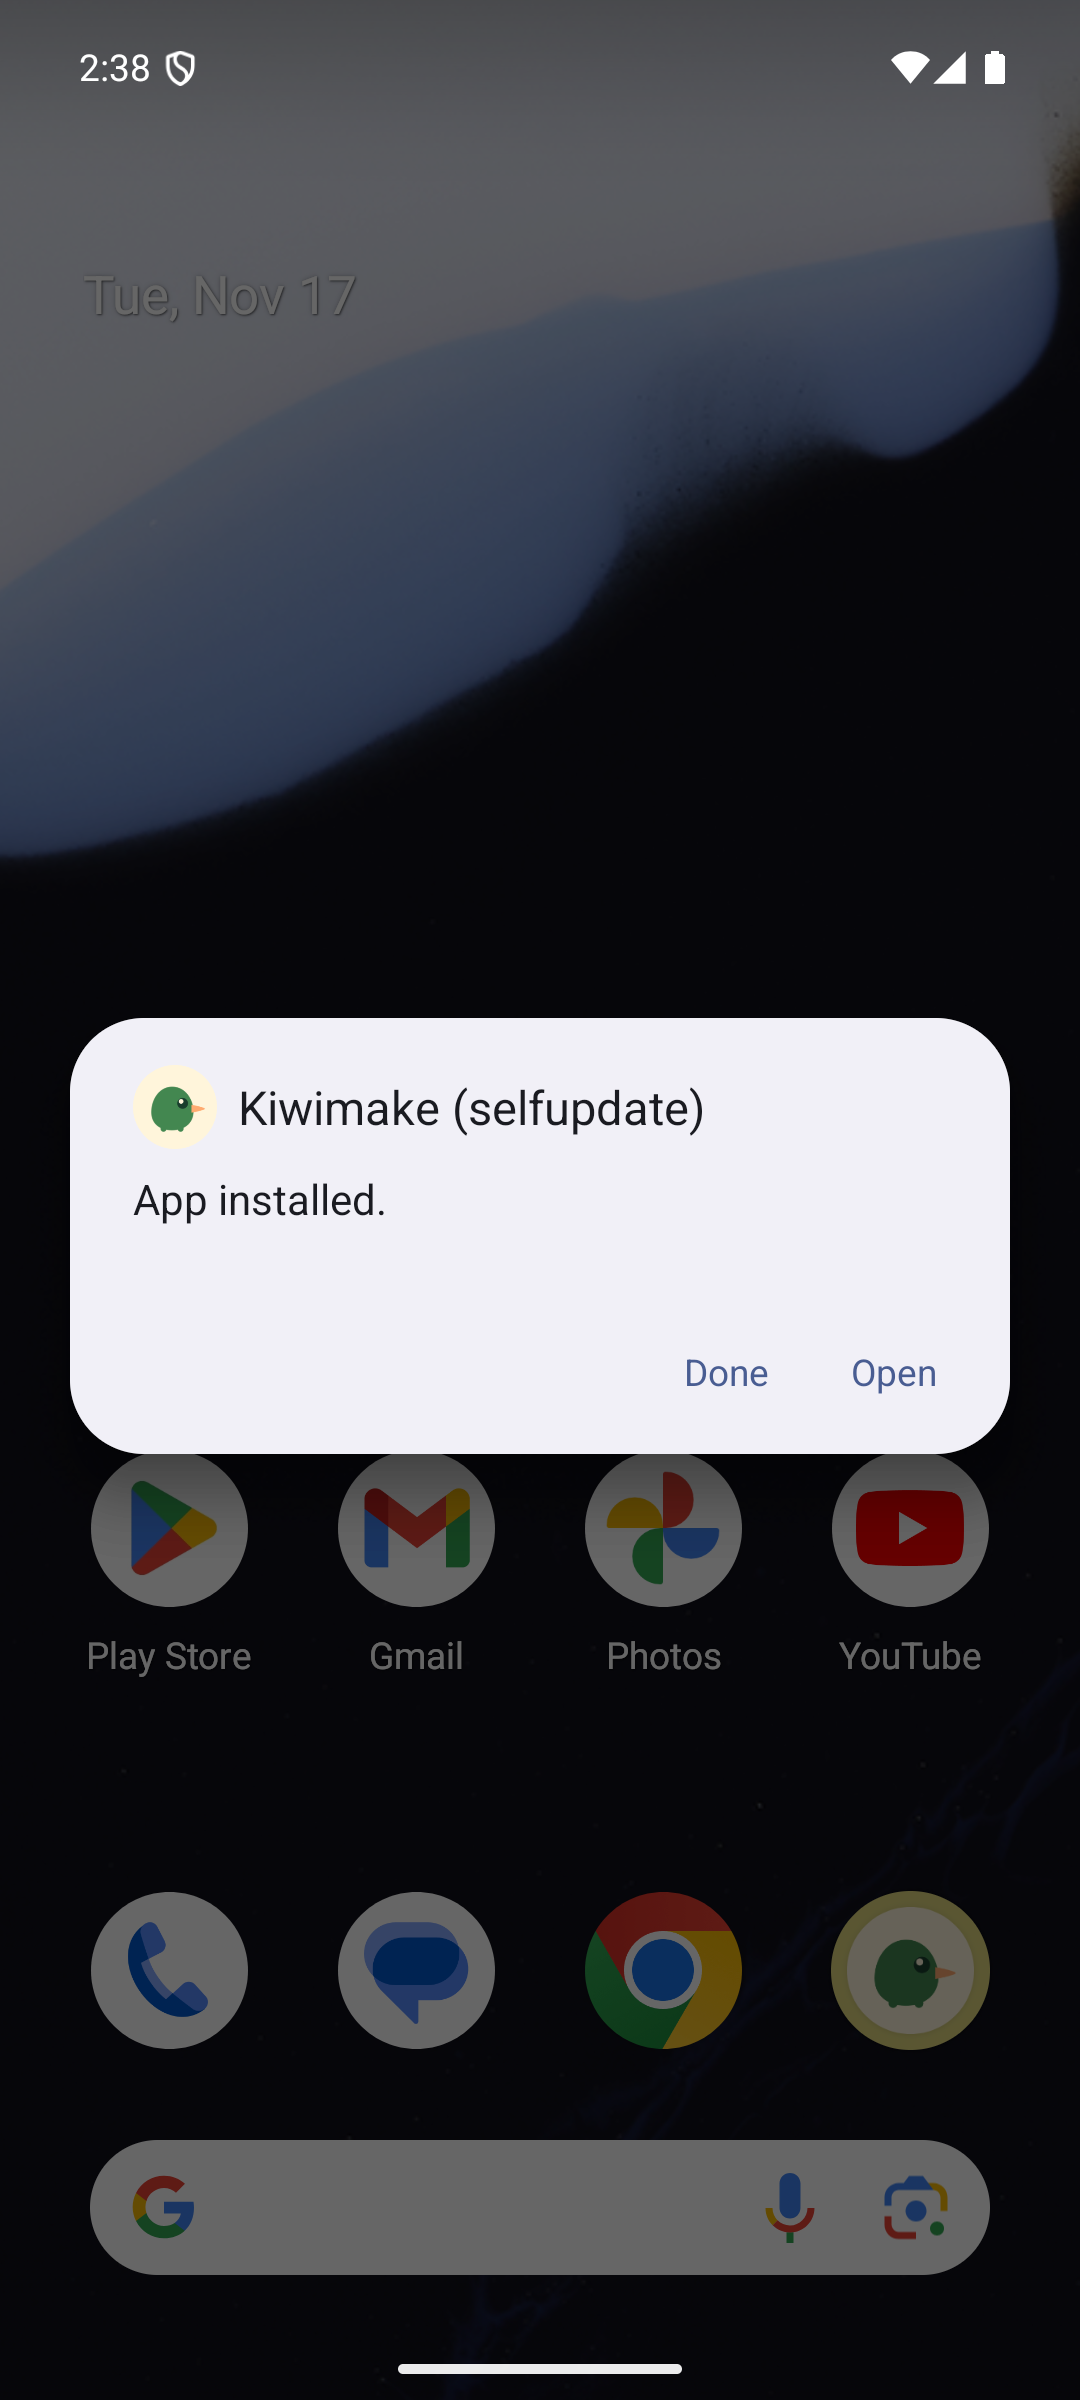 2:38
Tue, Nov 17
Kiwimake (selfupdate)
App installed.
Done Open
Play Store Gmail Photos YouTube